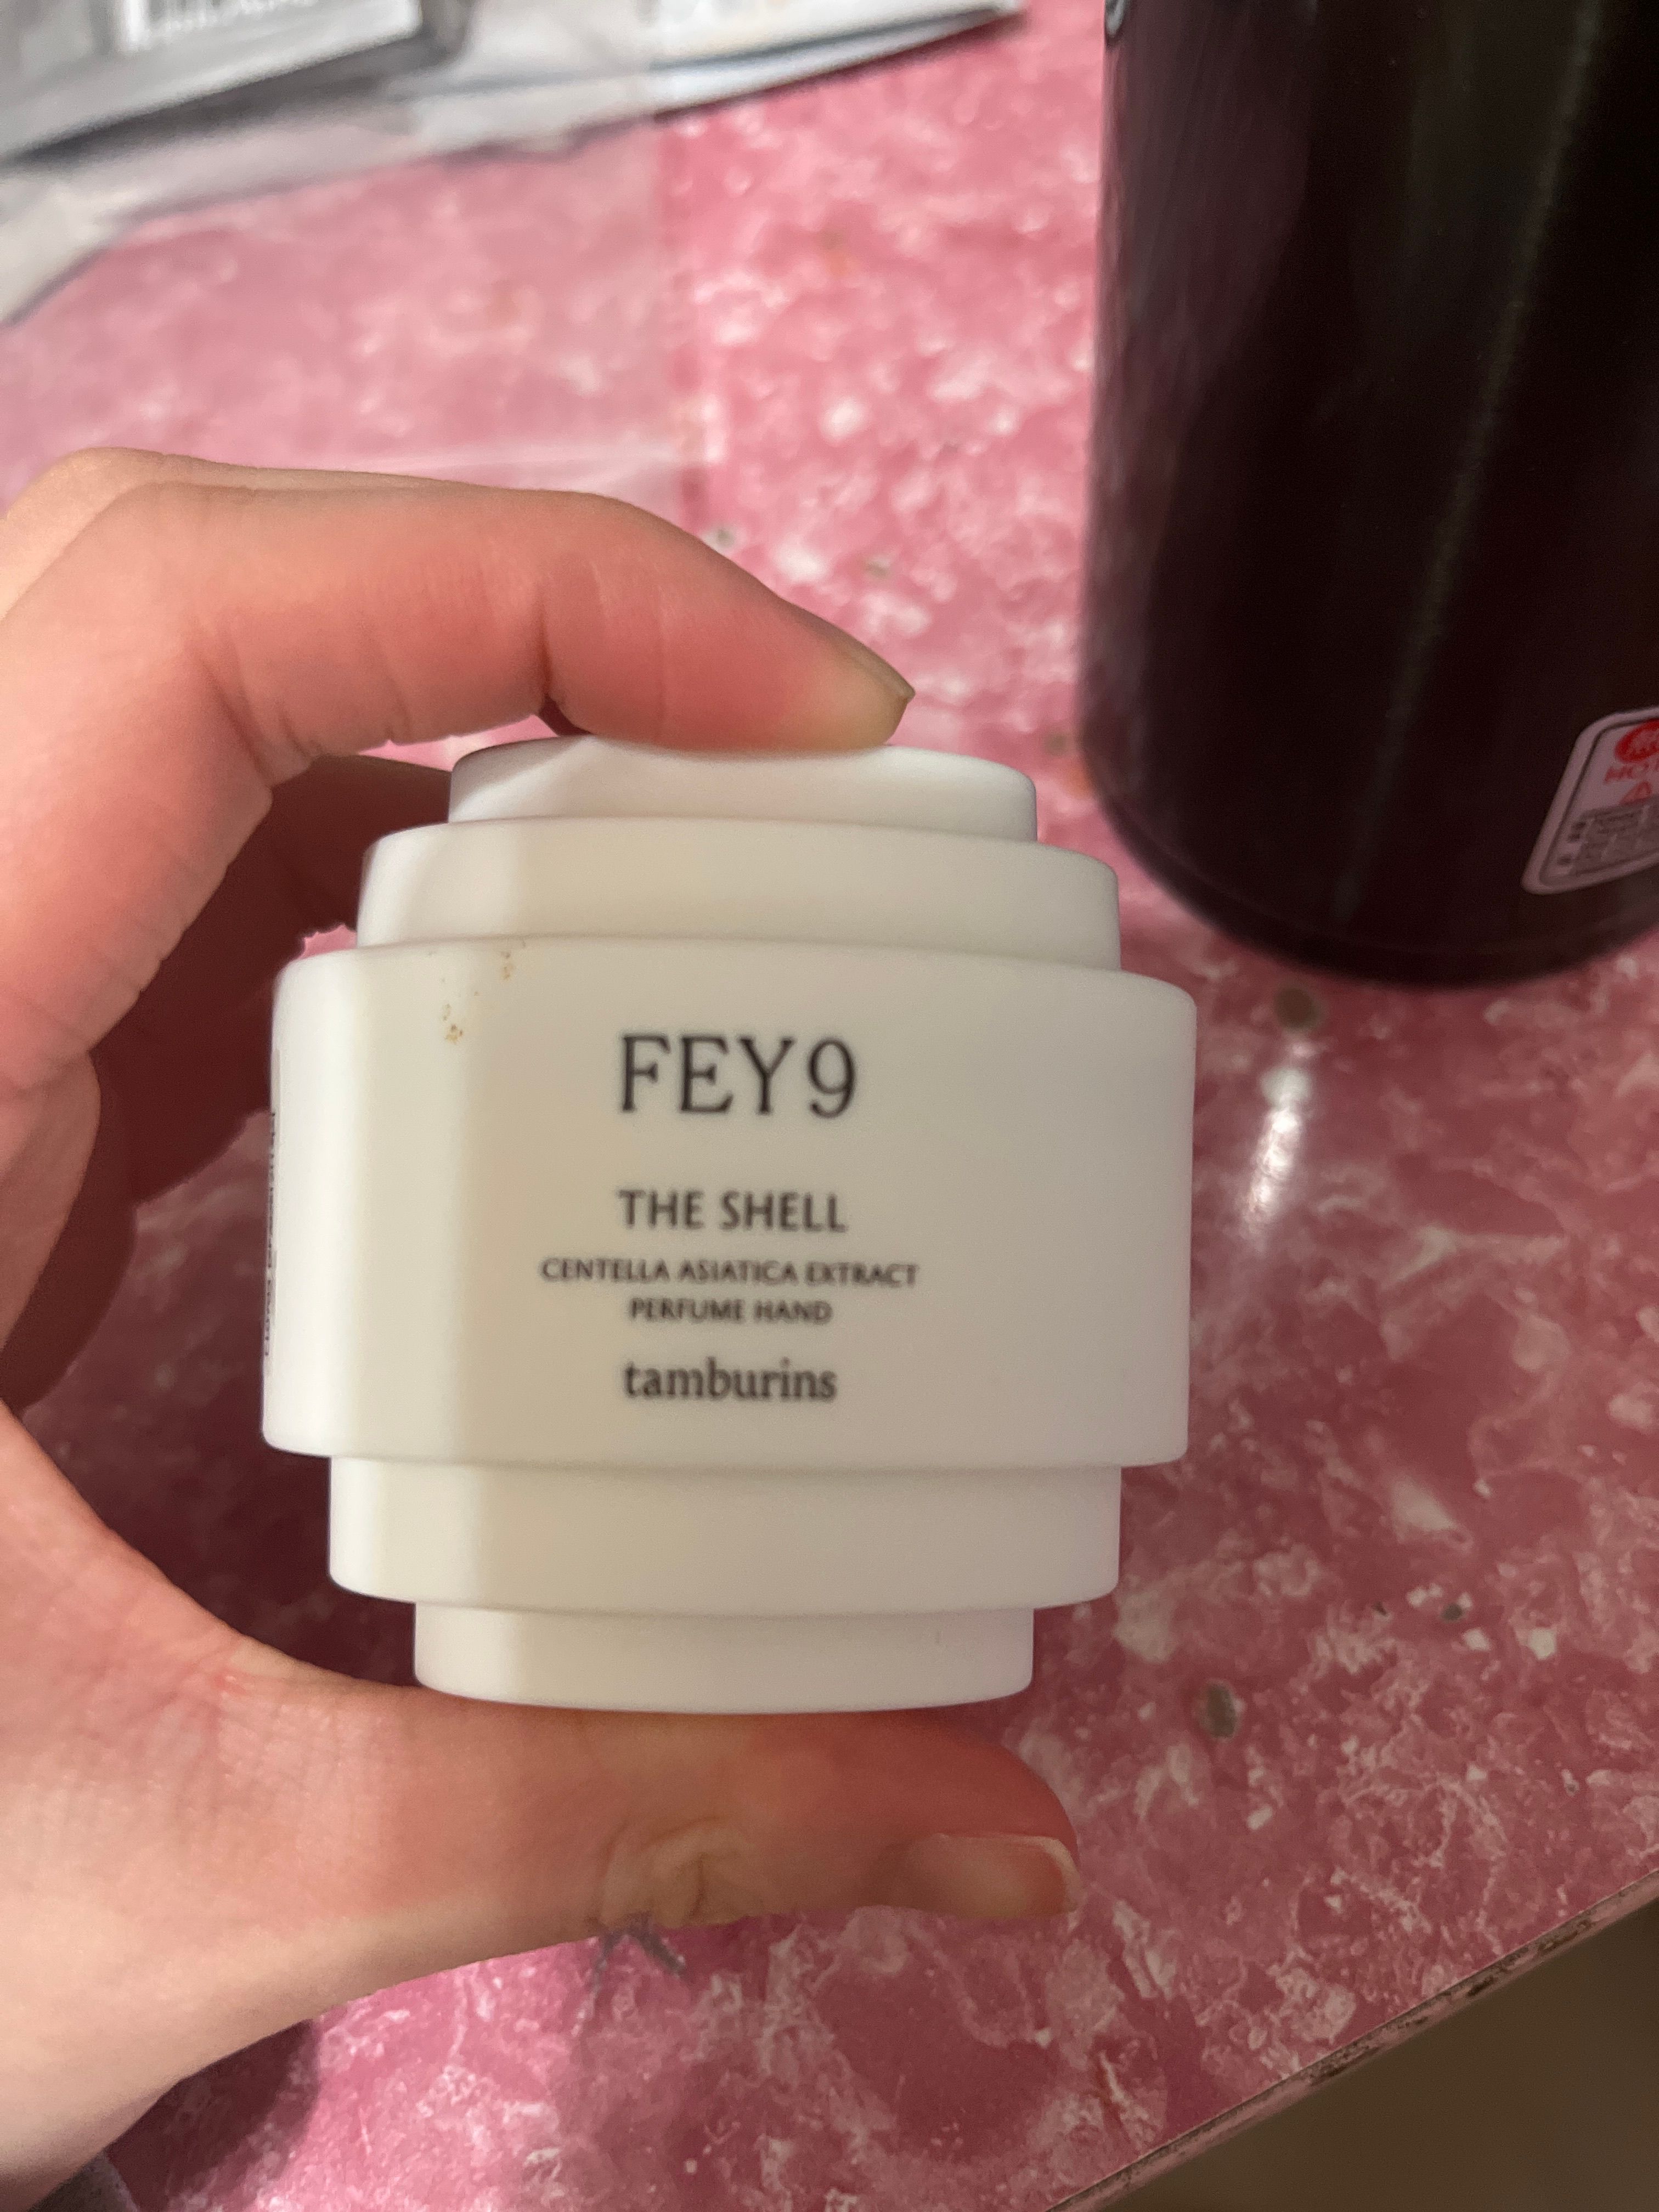 FEY9
THE SHELL
CENTELLA ASIATICA EXTRACT
PERFUME HAND
tamburins